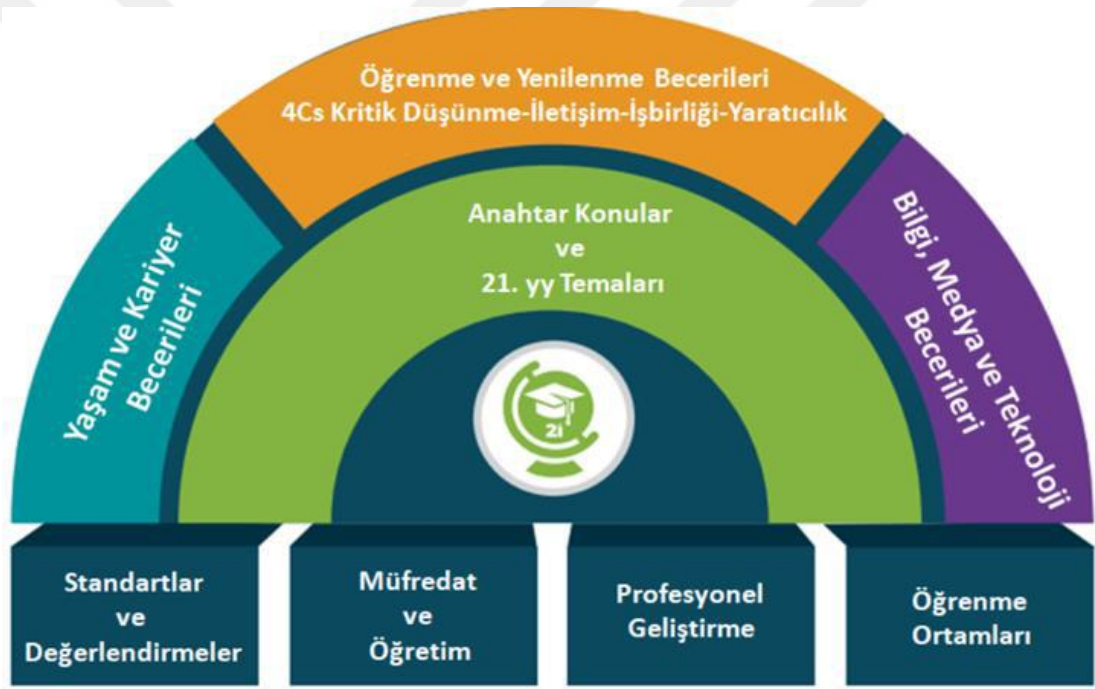 Öğrenme ve Yenilenme Becerileri
4Cs Kritik Düşünme-İletişim-İşbirliği-Yaratıcılık
Yaşam ve Kariyer
Becerileri
Anahtar Konular
ve
21. yy Temaları
Bilgi, Medya ve Teknoloji
Becerileri
21
Standartlar
ve
Değerlendirmeler
Müfredat
ve
Öğretim
Profesyonel
Geliştirme
Öğrenme
Ortamları